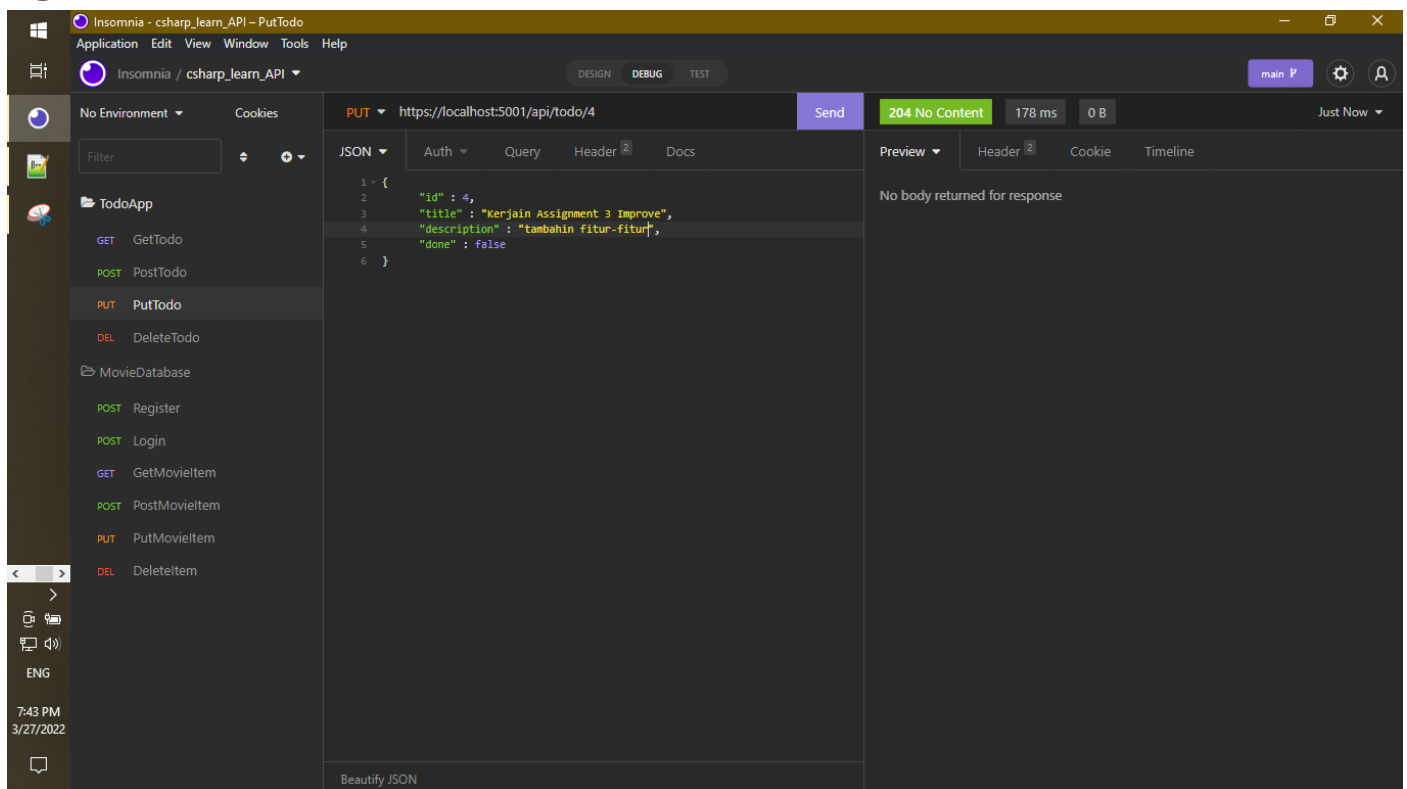 Insomnia - csharp_learn_API – PutTodo
Application Edit View Window Tools Help
Insomnia / csharp_learn_API
DESIGN DEBUG TEST
main
No Environment
Cookies
PUT https://localhost:5001/api/todo/4
Send
204 No Content 178 ms 0 B
Just Now
Filter
JSON Auth Query Header 2 Docs
Preview Header 2 Cookie Timeline
TodoApp
GET GetTodo
POST PostTodo
PUT PutTodo
DEL DeleteTodo
MovieDatabase
POST Register
POST Login
GET GetMovieItem
POST PostMovieItem
PUT PutMovieItem
DEL DeleteItem
1 {
2 "id" : 4,
3 "title" : "Kerjain Assignment 3 Improve",
4 "description" : "tambahin fitur-fitur",
5 "done" : false
6 }
Beautify JSON
No body returned for response
ENG
7:43 PM
3/27/2022